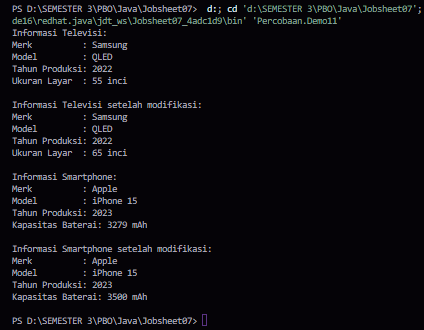 PS D:\SEMESTER 3\PBO\Java\Jobsheet07>  d:; cd 'd:\SEMESTER 3\PBO\Java\Jobsheet07';
de16\redhat.java\jdt_ws\Jobsheet07_4adc1d9\bin' 'Percobaan.Demo11'
Informasi Televisi:
Merk          : Samsung
Model         : QLED
Tahun Produksi: 2022
Ukuran Layar  : 55 inci

Informasi Televisi setelah modifikasi:
Merk          : Samsung
Model         : QLED
Tahun Produksi: 2022
Ukuran Layar  : 65 inci

Informasi Smartphone:
Merk          : Apple
Model         : iPhone 15
Tahun Produksi: 2023
Kapasitas Baterai: 3279 mAh

Informasi Smartphone setelah modifikasi:
Merk          : Apple
Model         : iPhone 15
Tahun Produksi: 2023
Kapasitas Baterai: 3500 mAh

PS D:\SEMESTER 3\PBO\Java\Jobsheet07>